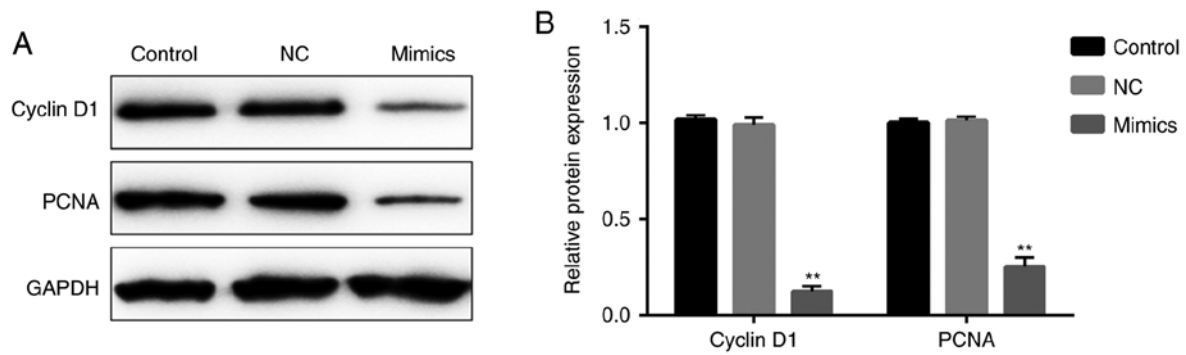 A
Control NC Mimics
Cyclin D1
PCNA
GAPDH
B
Relative protein expression
1.5
1.0
0.5
0.0
**
**
Cyclin D1 PCNA
Control
NC
Mimics